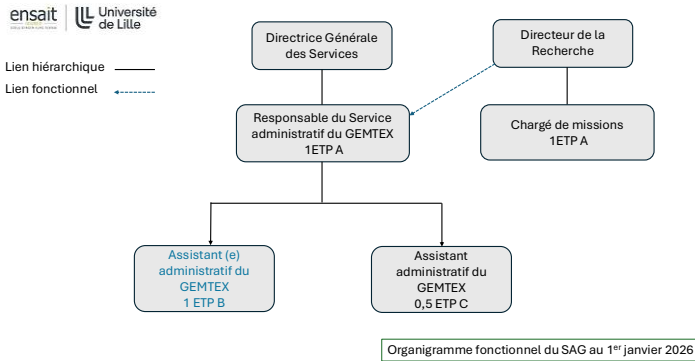 ensait
Université
de Lille
Lien hiérarchique
Lien fonctionnel
Directrice Générale
des Services
Directeur de la
Recherche
Responsable du Service
administratif du GEMTEX
1ETP A
Chargé de missions
1ETP A
Assistant (e)
administratif du
GEMTEX
1 ETP B
Assistant
administratif du
GEMTEX
0,5 ETP C
Organigramme fonctionnel du SAG au 1er janvier 2026